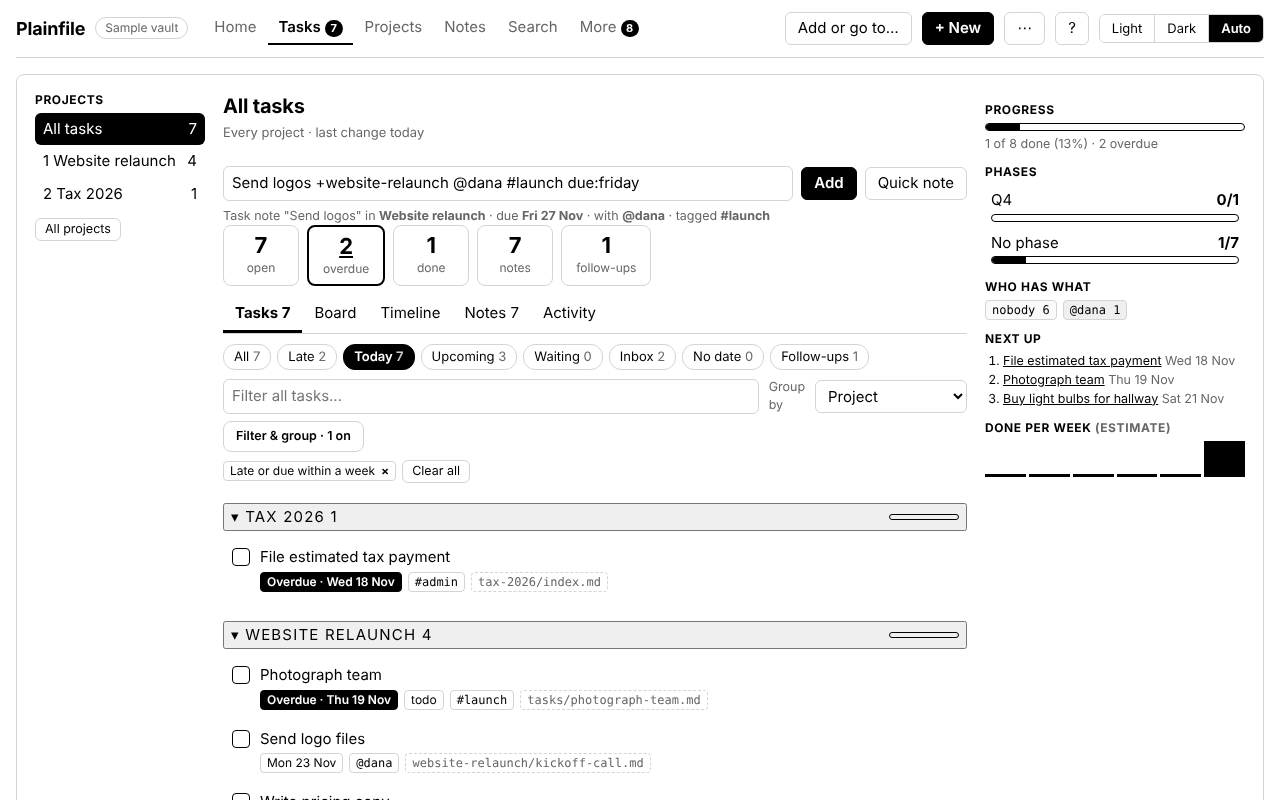 Plainfile Sample vault Home Tasks 7 Projects Notes Search More 8 Add or go to... + New ... ? Light Dark Auto
PROJECTS
All tasks 7
1 Website relaunch 4
2 Tax 2026 1
All projects
All tasks
Every project · last change today
Send logos +website-relaunch @dana #launch due:friday Add Quick note
Task note "Send logos" in Website relaunch · due Fri 27 Nov · with @dana · tagged #launch
7 open
2 overdue
1 done
7 notes
1 follow-ups
Tasks 7 Board Timeline Notes 7 Activity
All 7 Late 2 Today 7 Upcoming 3 Waiting 0 Inbox 2 No date 0 Follow-ups 1
Filter all tasks... Group by Project
Filter & group · 1 on
Late or due within a week × Clear all
▾ TAX 2026 1
File estimated tax payment
Overdue · Wed 18 Nov #admin tax-2026/index.md
▾ WEBSITE RELAUNCH 4
Photograph team
Overdue · Thu 19 Nov todo #launch tasks/photograph-team.md
Send logo files
Mon 23 Nov @dana website-relaunch/kickoff-call.md
Write pricing copy
PROGRESS
1 of 8 done (13%) · 2 overdue
PHASES
Q4 0/1
No phase 1/7
WHO HAS WHAT
nobody 6 @dana 1
NEXT UP
1. File estimated tax payment Wed 18 Nov
2. Photograph team Thu 19 Nov
3. Buy light bulbs for hallway Sat 21 Nov
DONE PER WEEK (ESTIMATE)